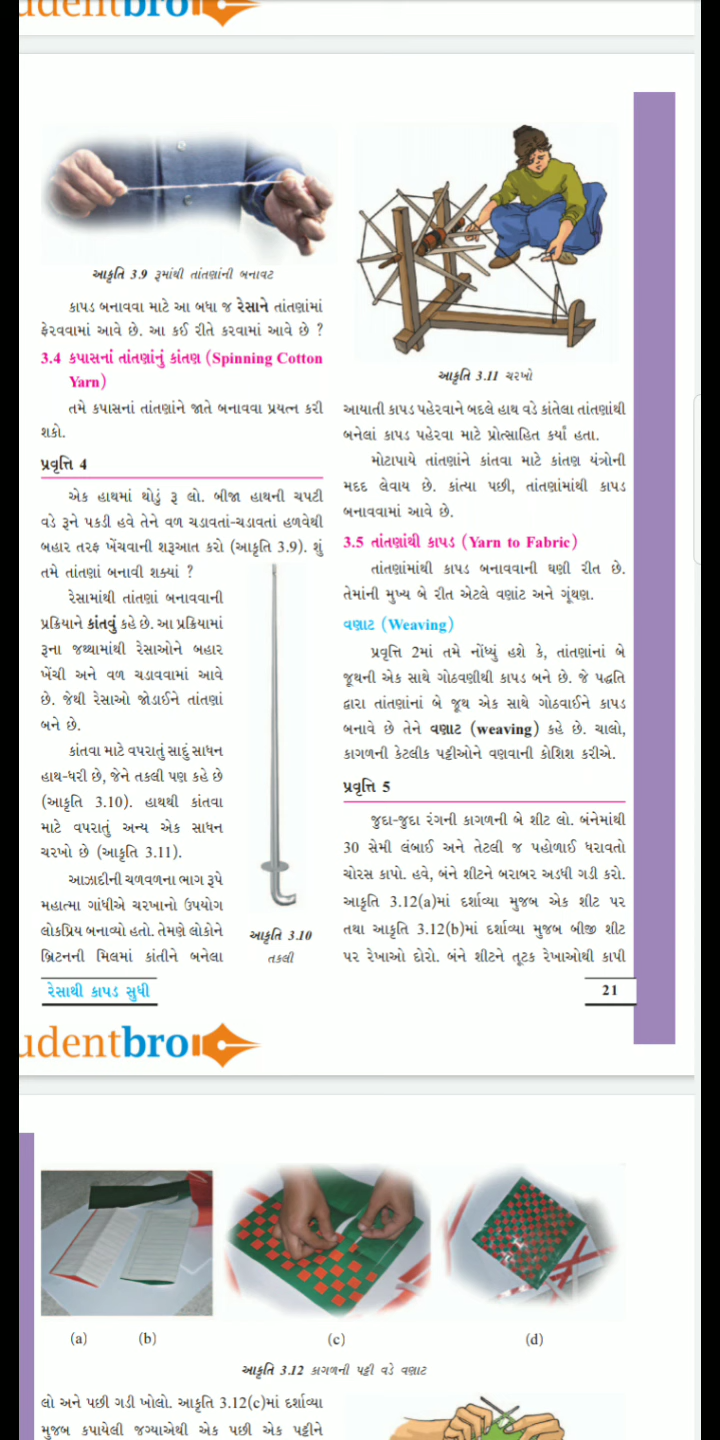 udentbro
આકૃતિ 3.9 રૂમાંથી તાંતણાંની બનાવટ
કાપડ બનાવવા માટે આ બધા જ રેસાને તાંતણાંમાં
ફેરવવામાં આવે છે. આ કઈ રીતે કરવામાં આવે છે ?
3.4 કપાસનાં તાંતણાંનું કાંતણ (Spinning Cotton
Yarn)
તમે કપાસનાં તાંતણાંને જાતે બનાવવા પ્રયત્ન કરી
શકો.
પ્રવૃત્તિ 4
એક હાથમાં થોડું રૂ લો. બીજા હાથની ચપટી
વડે રૂને પકડી હવે તેને વળ ચડાવતાં-ચડાવતાં હળવેથી
બહાર તરફ ખેંચવાની શરૂઆત કરો (આકૃતિ 3.9). શું
તમે તાંતણાં બનાવી શક્યાં ?
રેસામાંથી તાંતણાં બનાવવાની
પ્રક્રિયાને કાંતવું કહે છે. આ પ્રક્રિયામાં
રૂના જથ્થામાંથી રેસાઓને બહાર
ખેંચી અને વળ ચડાવવામાં આવે
છે. જેથી રેસાઓ જોડાઈને તાંતણાં
બને છે.
કાંતવા માટે વપરાતું સાદું સાધન
હાથ-ધરી છે, જેને તકલી પણ કહે છે
(આકૃતિ 3.10). હાથથી કાંતવા
માટે વપરાતું અન્ય એક સાધન
ચરખો છે (આકૃતિ 3.11).
આઝાદીની ચળવળના ભાગ રૂપે
મહાત્મા ગાંધીએ ચરખાનો ઉપયોગ
લોકપ્રિય બનાવ્યો હતો. તેમણે લોકોને
બ્રિટનની મિલમાં કાંતીને બનેલા
આકૃતિ 3.10
તકલી
આકૃતિ 3.11 ચરખો
આયાતી કાપડ પહેરવાને બદલે હાથ વડે કાંતેલા તાંતણાંથી
બનેલાં કાપડ પહેરવા માટે પ્રોત્સાહિત કર્યાં હતા.
મોટાપાયે તાંતણાંને કાંતવા માટે કાંતણ યંત્રોની
મદદ લેવાય છે. કાંત્યા પછી, તાંતણાંમાંથી કાપડ
બનાવવામાં આવે છે.
3.5 તાંતણાંથી કાપડ (Yarn to Fabric)
તાંતણાંમાંથી કાપડ બનાવવાની ઘણી રીત છે.
તેમાંની મુખ્ય બે રીત એટલે વણાંટ અને ગૂંથણ.
વણાટ (Weaving)
પ્રવૃત્તિ 2માં તમે નોંધ્યું હશે કે, તાંતણાંનાં બે
જૂથની એક સાથે ગોઠવણીથી કાપડ બને છે. જે પદ્ધતિ
દ્વારા તાંતણાંનાં બે જૂથ એક સાથે ગોઠવાઈને કાપડ
બનાવે છે તેને વણાટ (weaving) કહે છે. ચાલો,
કાગળની કેટલીક પટ્ટીઓને વણવાની કોશિશ કરીએ.
પ્રવૃત્તિ 5
જુદા-જુદા રંગની કાગળની બે શીટ લો. બંનેમાંથી
30 સેમી લંબાઈ અને તેટલી જ પહોળાઈ ધરાવતો
ચોરસ કાપો. હવે, બંને શીટને બરાબર અડધી ગડી કરો.
આકૃતિ 3.12(a)માં દર્શાવ્યા મુજબ એક શીટ પર
તથા આકૃતિ 3.12(b)માં દર્શાવ્યા મુજબ બીજી શીટ
પર રેખાઓ દોરો. બંને શીટને તૂટક રેખાઓથી કાપી
રેસાથી કાપડ સુધી
21
udentbro
(a) (b) (c) (d)
આકૃતિ 3.12 કાગળની પટ્ટી વડે વણાટ
લો અને પછી ગડી ખોલો. આકૃતિ 3.12(c)માં દર્શાવ્યા
મુજબ કપાયેલી જગ્યાએથી એક પછી એક પટ્ટીને